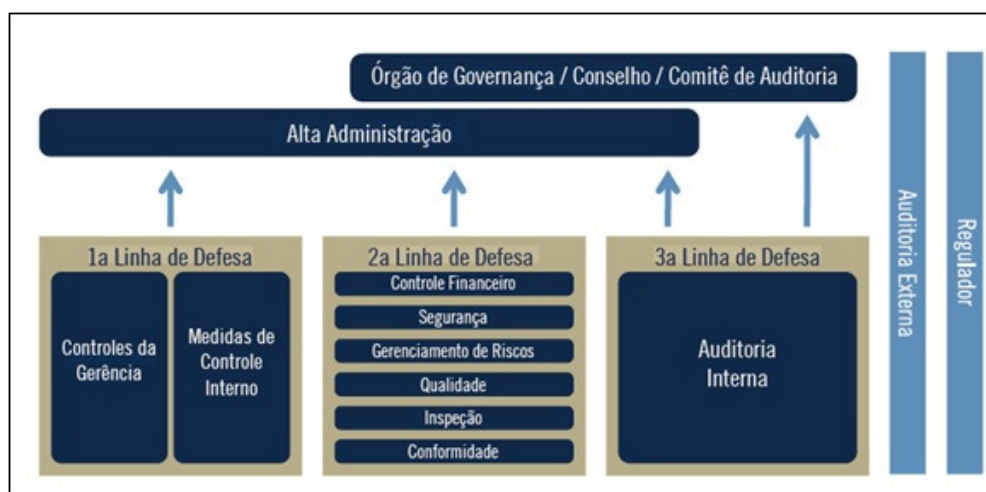 Órgão de Governança / Conselho / Comitê de Auditoria
Alta Administração
1a Linha de Defesa
Controles da
Gerência
Medidas de
Controle
Interno
2a Linha de Defesa
Controle Financeiro
Segurança
Gerenciamento de Riscos
Qualidade
Inspeção
Conformidade
3a Linha de Defesa
Auditoria
Interna
Auditoria Externa
Regulador